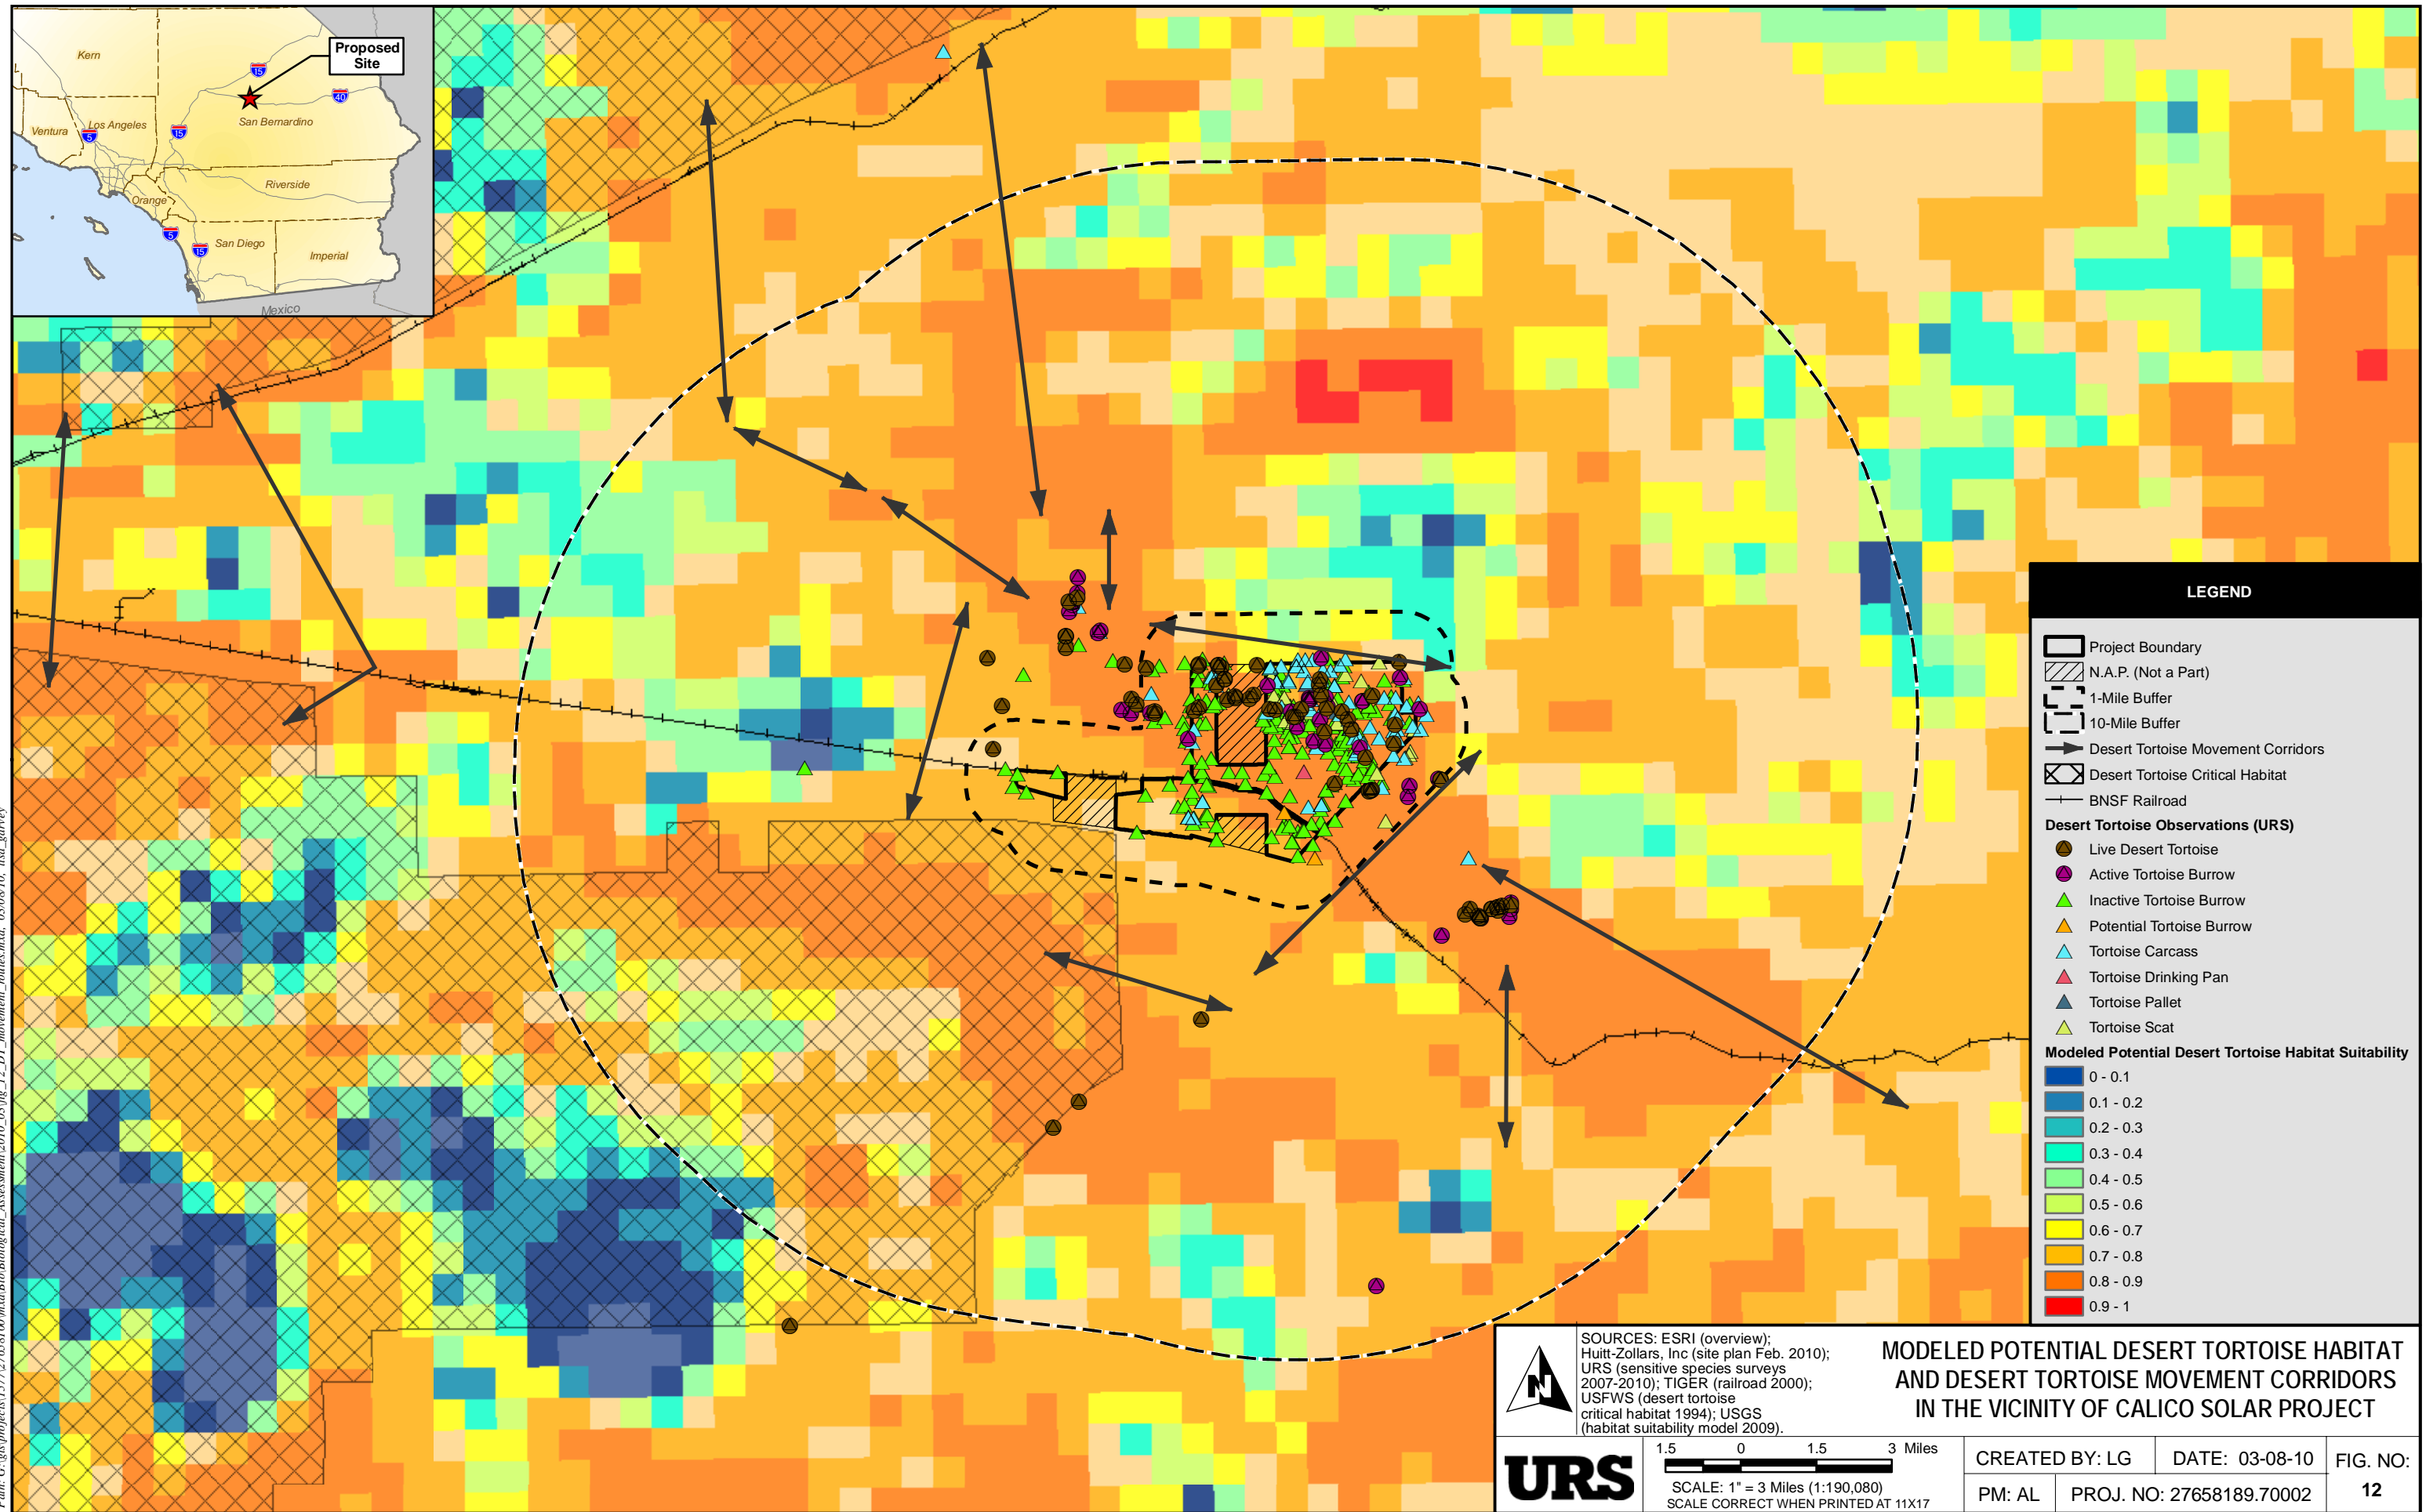 Kern
Proposed
Site
15
40
Ventura
Los Angeles
5
15
San Bernardino
Riverside
Orange
5
15
San Diego
Imperial
Mexico
LEGEND
Project Boundary
N.A.P. (Not a Part)
1-Mile Buffer
10-Mile Buffer
Desert Tortoise Movement Corridors
Desert Tortoise Critical Habitat
BNSF Railroad
Desert Tortoise Observations (URS)
Live Desert Tortoise
Active Tortoise Burrow
Inactive Tortoise Burrow
Potential Tortoise Burrow
Tortoise Carcass
Tortoise Drinking Pan
Tortoise Pallet
Tortoise Scat
Modeled Potential Desert Tortoise Habitat Suitability
0 - 0.1
0.1 - 0.2
0.2 - 0.3
0.3 - 0.4
0.4 - 0.5
0.5 - 0.6
0.6 - 0.7
0.7 - 0.8
0.8 - 0.9
0.9 - 1
N
SOURCES: ESRI (overview);
Huitt-Zollars, Inc (site plan Feb. 2010);
URS (sensitive species surveys
2007-2010); TIGER (railroad 2000);
USFWS (desert tortoise
critical habitat 1994); USGS
(habitat suitability model 2009).
MODELED POTENTIAL DESERT TORTOISE HABITAT
AND DESERT TORTOISE MOVEMENT CORRIDORS
IN THE VICINITY OF CALICO SOLAR PROJECT
URS
1.5 0 1.5 3 Miles
SCALE: 1" = 3 Miles (1:190,080)
SCALE CORRECT WHEN PRINTED AT 11X17
CREATED BY: LG
DATE: 03-08-10
FIG. NO:
12
PM: AL
PROJ. NO: 27658189.70002